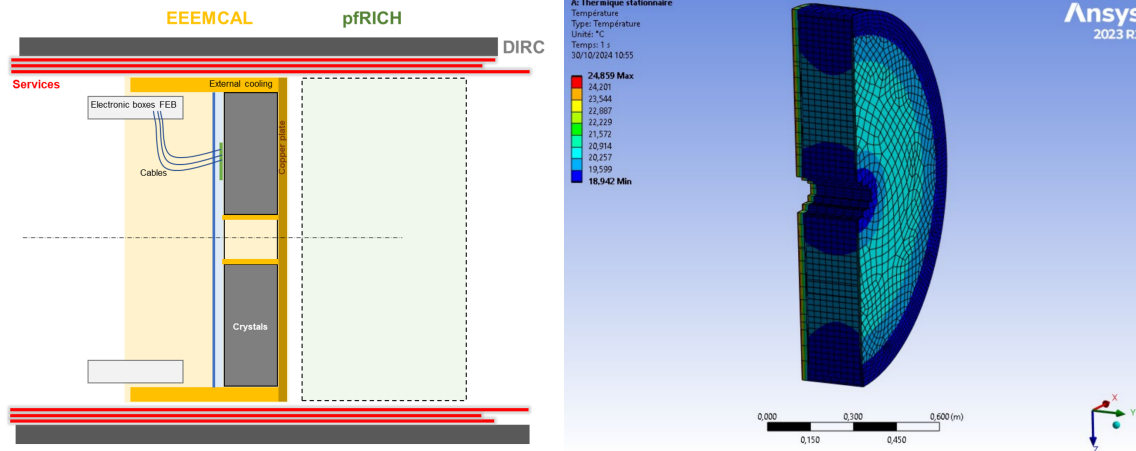 EEEMCAL
pfRICH
DIRC
Services
External cooling
Electronic boxes FEB
Copper plate
Cables
Crystals
A: Thermique stationnaire
Température
Type: Température
Unité: °C
Temps: 1 s
30/10/2024 10:55
24,859 Max
24,201
23,544
22,887
22,229
21,572
20,914
20,257
19,599
18,942 Min
Ansys
2023 R
0,000
0,300
0,600 (m)
0,150
0,450
X
Y
Z